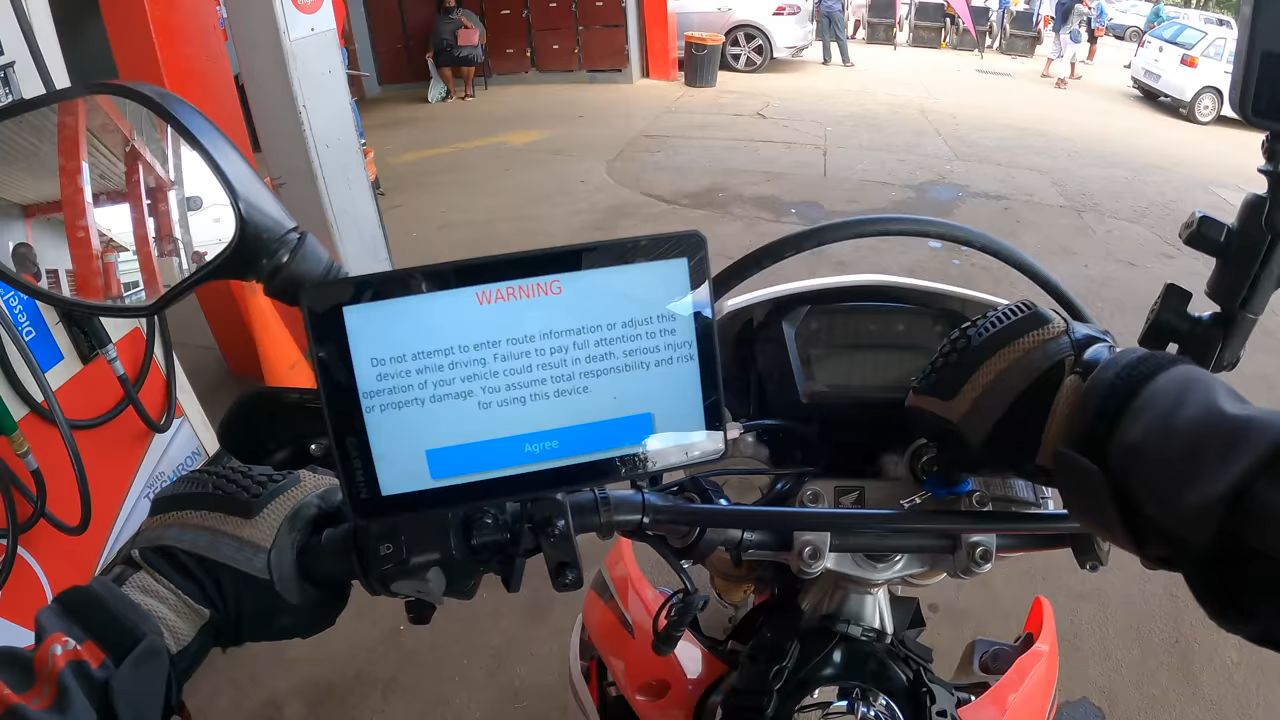 WARNING
Do not attempt to enter route information or adjust this
device while driving. Failure to pay full attention to the
operation of your vehicle could result in death, serious injury
or property damage. You assume total responsibility and risk
for using this device.
Agree
GARMIN
Diesel
with
TECHRON